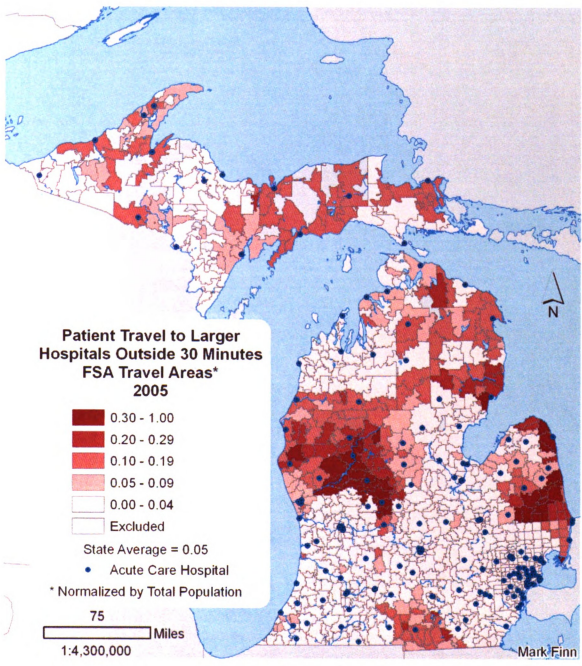 N
Patient Travel to Larger
Hospitals Outside 30 Minutes
FSA Travel Areas*
2005
0.30 - 1.00
0.20 - 0.29
0.10 - 0.19
0.05 - 0.09
0.00 - 0.04
Excluded
State Average = 0.05
Acute Care Hospital
* Normalized by Total Population
75
Miles
1:4,300,000
Mark Finn